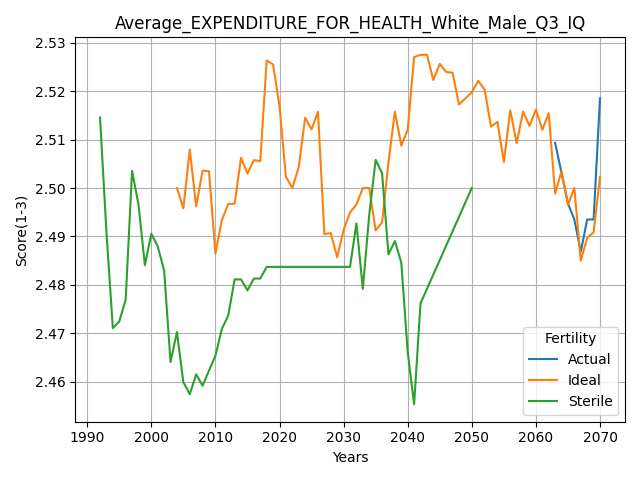 Average_EXPENDITURE_FOR_HEALTH_White_Male_Q3_IQ
Score(1-3)
2.53
2.52
2.51
2.50
2.49
2.48
2.47
2.46
1990 2000 2010 2020 2030 2040 2050 2060 2070
Years
Fertility
Actual
Ideal
Sterile